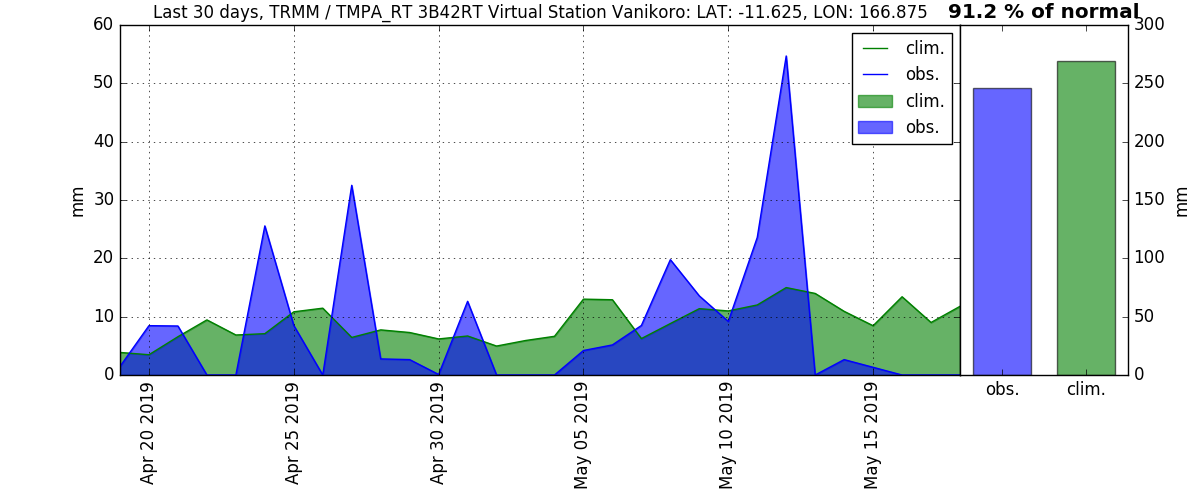 Last 30 days, TRMM / TMPA_RT 3B42RT Virtual Station Vanikoro: LAT: -11.625, LON: 166.875
91.2 % of normal
60
50
40
30
20
10
0
mm
clim.
obs.
clim.
obs.
Apr 20 2019
Apr 25 2019
Apr 30 2019
May 05 2019
May 10 2019
May 15 2019
300
250
200
150
100
50
0
mm
obs.
clim.